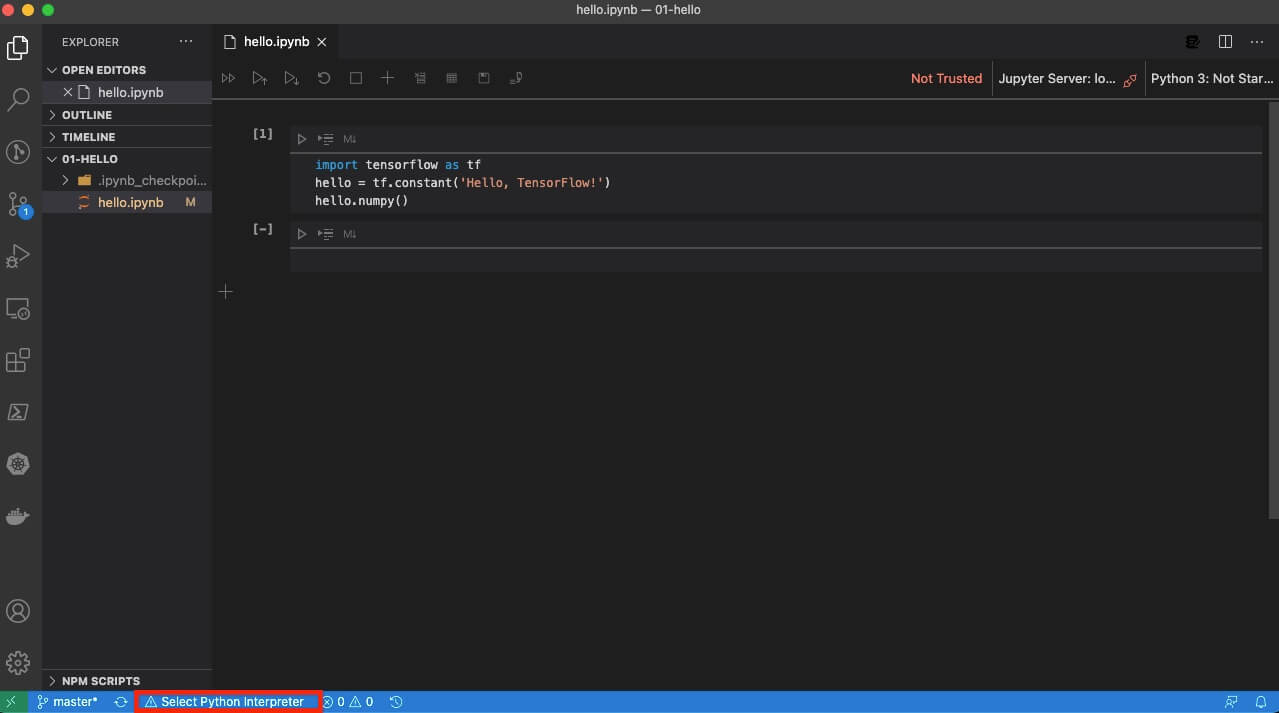 hello.ipynb — 01-hello
EXPLORER
hello.ipynb
OPEN EDITORS
hello.ipynb
OUTLINE
TIMELINE
01-HELLO
.ipynb_checkpoi...
hello.ipynb M
1
Not Trusted
Jupyter Server: lo...
Python 3: Not Star...
[1]
M↓
import tensorflow as tf
hello = tf.constant('Hello, TensorFlow!')
hello.numpy()
[-]
M↓
NPM SCRIPTS
master*
Select Python Interpreter
0
0